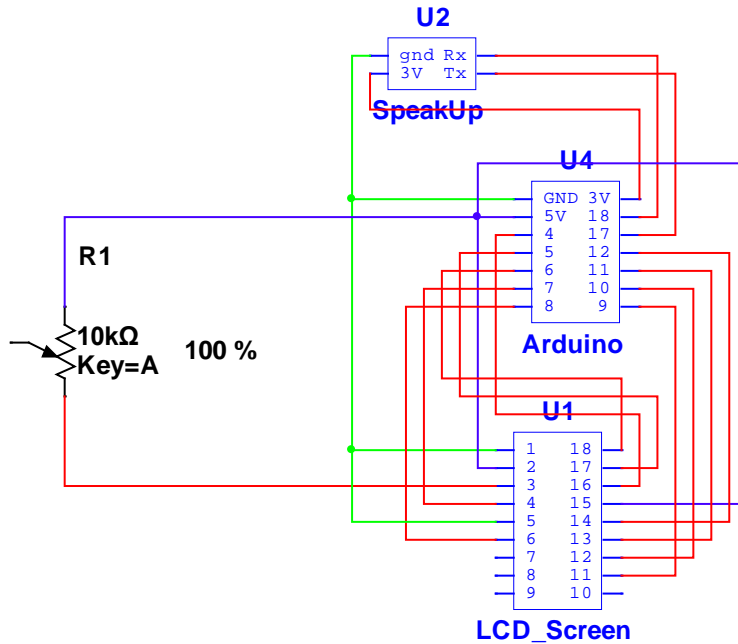 U2
gnd Rx
3V Tx
SpeakUp
U4
GND 3V
5V 18
4 17
5 12
6 11
7 10
8 9
Arduino
R1
10kΩ
Key=A
100 %
U1
1 18
2 17
3 16
4 15
5 14
6 13
7 12
8 11
9 10
LCD_Screen